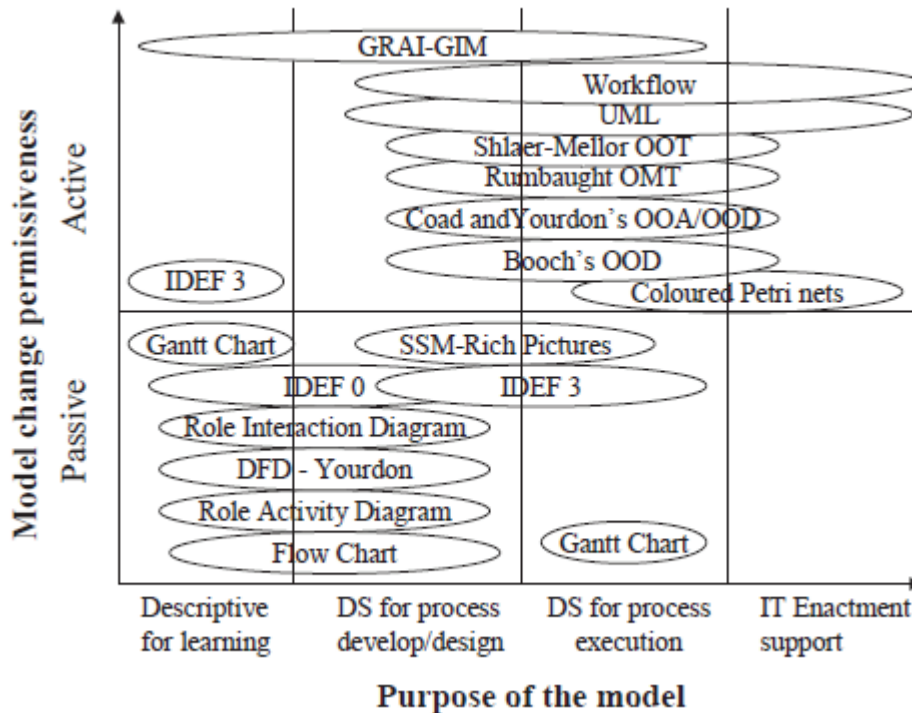 GRAI-GIM
Workflow
UML
Shlaer-Mellor OOT
Rumbaught OMT
Coad andYourdon's OOA/OOD
Booch's OOD
IDEF 3
Coloured Petri nets
Gantt Chart
SSM-Rich Pictures
IDEF 0
IDEF 3
Role Interaction Diagram
DFD - Yourdon
Role Activity Diagram
Flow Chart
Gantt Chart
Model change permissiveness
Active
Passive
Descriptive
for learning
DS for process
develop/design
DS for process
execution
IT Enactment
support
Purpose of the model